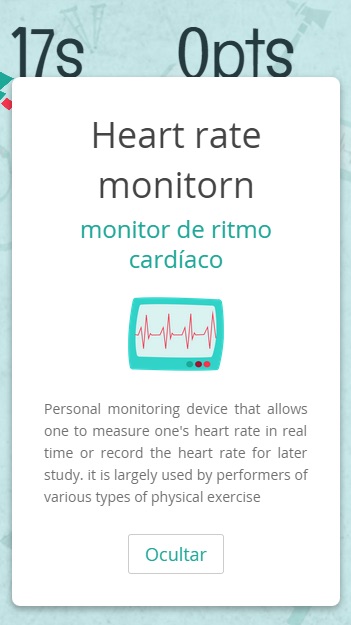 17s 0pts
Heart rate
monitorn
monitor de ritmo
cardíaco
Personal monitoring device that allows
one to measure one's heart rate in real
time or record the heart rate for later
study. it is largely used by performers of
various types of physical exercise
Ocultar